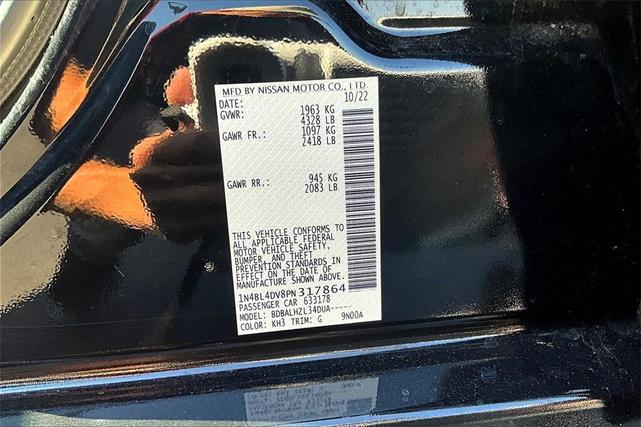 MFD BY NISSAN MOTOR CO., LTD.
DATE: 10/22
GVWR: 1963 KG
4328 LB
GAWR FR.: 1097 KG
2418 LB
GAWR RR.: 945 KG
2083 LB
THIS VEHICLE CONFORMS TO
ALL APPLICABLE FEDERAL
MOTOR VEHICLE SAFETY,
BUMPER, AND THEFT
PREVENTION STANDARDS IN
EFFECT ON THE DATE OF
MANUFACTURE SHOWN ABOVE.
1N4BL4DV8PN317864
PASSENGER CAR 633178
MODEL: BDBALHZL34DUA-----
COLOR: KH3 TRIM: G 9N00A